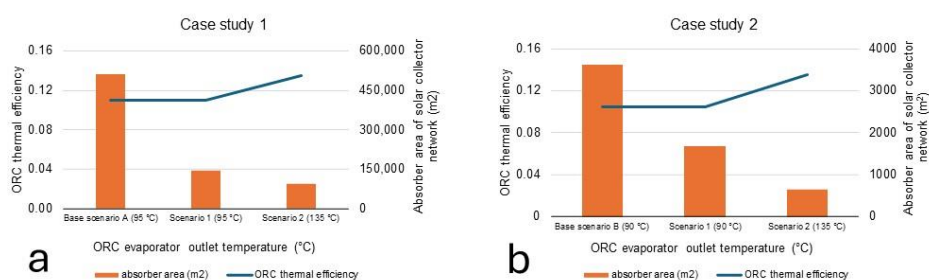 Case study 1
ORC thermal efficiency
0.16
0.12
0.08
0.04
0.00
600,000
450,000
300,000
150,000
0
Absorber area of solar collector
network (m2)
Base scenario A (95 °C)
Scenario 1 (95 °C)
Scenario 2 (135 °C)
ORC evaporator outlet temperature (°C)
absorber area (m2)
ORC thermal efficiency
a
Case study 2
ORC thermal efficiency
0.16
0.12
0.08
0.04
0
4000
3000
2000
1000
0
Absorber area of solar collector
network (m²)
Base scenario B (90 °C)
Scenario 1 (90 °C)
Scenario 2 (135 °C)
ORC evaporator outlet temperature (°C)
absorber area (m2)
ORC thermal efficiency
b